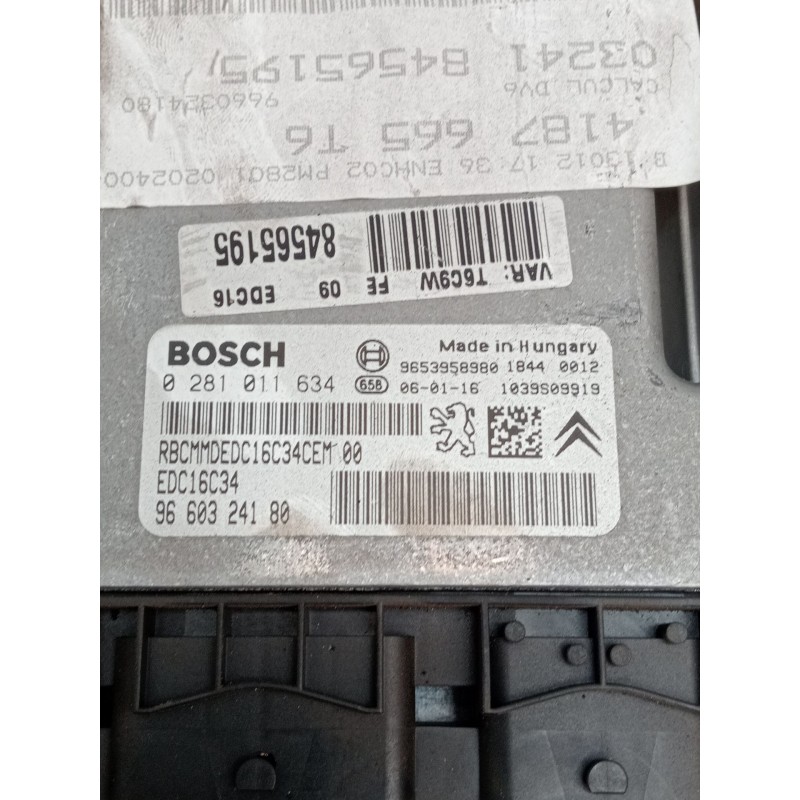 B 13012 17 36 ENHC02 PM2801 0202400
4187 665 T6
CALCUL DV6 9660324180
03241 84565195/
VAR: T6C9W FE 09 EDC16
84565195
BOSCH
Made in Hungary
9653958980 1844 0012
0 281 011 634 658 06-01-16 1039S09919
RBCMMDEDC16C34CEM 00
EDC16C34
96 603 241 80